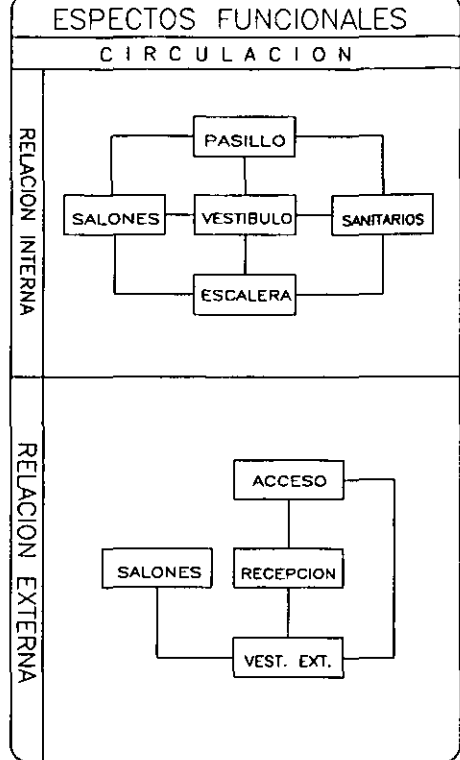 ESPECTOS FUNCIONALES
CIRCULACION
RELACION INTERNA
PASILLO
SALONES
VESTIBULO
SANITARIOS
ESCALERA
RELACION EXTERNA
ACCESO
SALONES
RECEPCION
VEST. EXT.